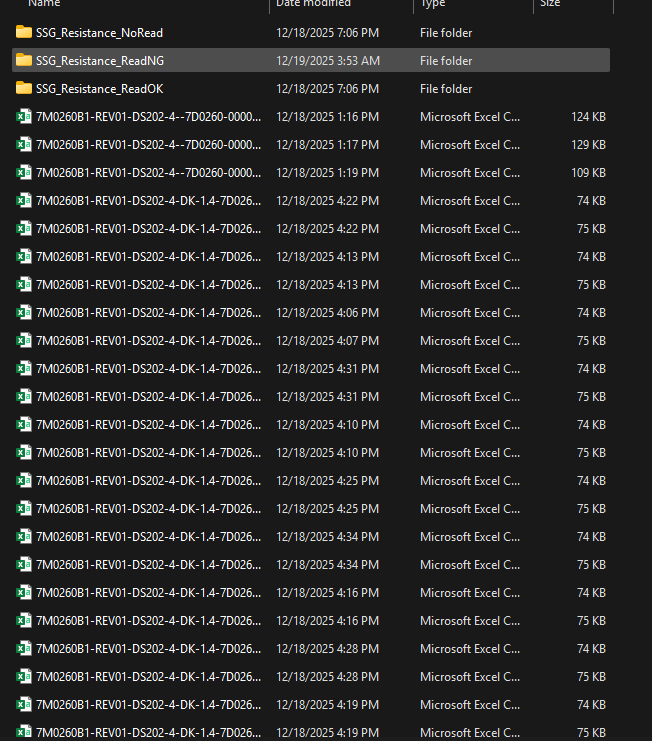 Name Date modified Type Size
SSG_Resistance_NoRead 12/18/2025 7:06 PM File folder
SSG_Resistance_ReadNG 12/19/2025 3:53 AM File folder
SSG_Resistance_ReadOK 12/18/2025 7:06 PM File folder
7M0260B1-REV01-DS202-4--7D0260-0000... 12/18/2025 1:16 PM Microsoft Excel C... 124 KB
7M0260B1-REV01-DS202-4--7D0260-0000... 12/18/2025 1:17 PM Microsoft Excel C... 129 KB
7M0260B1-REV01-DS202-4--7D0260-0000... 12/18/2025 1:19 PM Microsoft Excel C... 109 KB
7M0260B1-REV01-DS202-4-DK-1.4-7D026... 12/18/2025 4:22 PM Microsoft Excel C... 74 KB
7M0260B1-REV01-DS202-4-DK-1.4-7D026... 12/18/2025 4:22 PM Microsoft Excel C... 75 KB
7M0260B1-REV01-DS202-4-DK-1.4-7D026... 12/18/2025 4:13 PM Microsoft Excel C... 74 KB
7M0260B1-REV01-DS202-4-DK-1.4-7D026... 12/18/2025 4:13 PM Microsoft Excel C... 75 KB
7M0260B1-REV01-DS202-4-DK-1.4-7D026... 12/18/2025 4:06 PM Microsoft Excel C... 74 KB
7M0260B1-REV01-DS202-4-DK-1.4-7D026... 12/18/2025 4:07 PM Microsoft Excel C... 75 KB
7M0260B1-REV01-DS202-4-DK-1.4-7D026... 12/18/2025 4:31 PM Microsoft Excel C... 74 KB
7M0260B1-REV01-DS202-4-DK-1.4-7D026... 12/18/2025 4:31 PM Microsoft Excel C... 75 KB
7M0260B1-REV01-DS202-4-DK-1.4-7D026... 12/18/2025 4:10 PM Microsoft Excel C... 74 KB
7M0260B1-REV01-DS202-4-DK-1.4-7D026... 12/18/2025 4:10 PM Microsoft Excel C... 75 KB
7M0260B1-REV01-DS202-4-DK-1.4-7D026... 12/18/2025 4:25 PM Microsoft Excel C... 74 KB
7M0260B1-REV01-DS202-4-DK-1.4-7D026... 12/18/2025 4:25 PM Microsoft Excel C... 75 KB
7M0260B1-REV01-DS202-4-DK-1.4-7D026... 12/18/2025 4:34 PM Microsoft Excel C... 74 KB
7M0260B1-REV01-DS202-4-DK-1.4-7D026... 12/18/2025 4:34 PM Microsoft Excel C... 75 KB
7M0260B1-REV01-DS202-4-DK-1.4-7D026... 12/18/2025 4:16 PM Microsoft Excel C... 74 KB
7M0260B1-REV01-DS202-4-DK-1.4-7D026... 12/18/2025 4:16 PM Microsoft Excel C... 75 KB
7M0260B1-REV01-DS202-4-DK-1.4-7D026... 12/18/2025 4:28 PM Microsoft Excel C... 74 KB
7M0260B1-REV01-DS202-4-DK-1.4-7D026... 12/18/2025 4:28 PM Microsoft Excel C... 75 KB
7M0260B1-REV01-DS202-4-DK-1.4-7D026... 12/18/2025 4:19 PM Microsoft Excel C... 74 KB
7M0260B1-REV01-DS202-4-DK-1.4-7D026... 12/18/2025 4:19 PM Microsoft Excel C... 75 KB